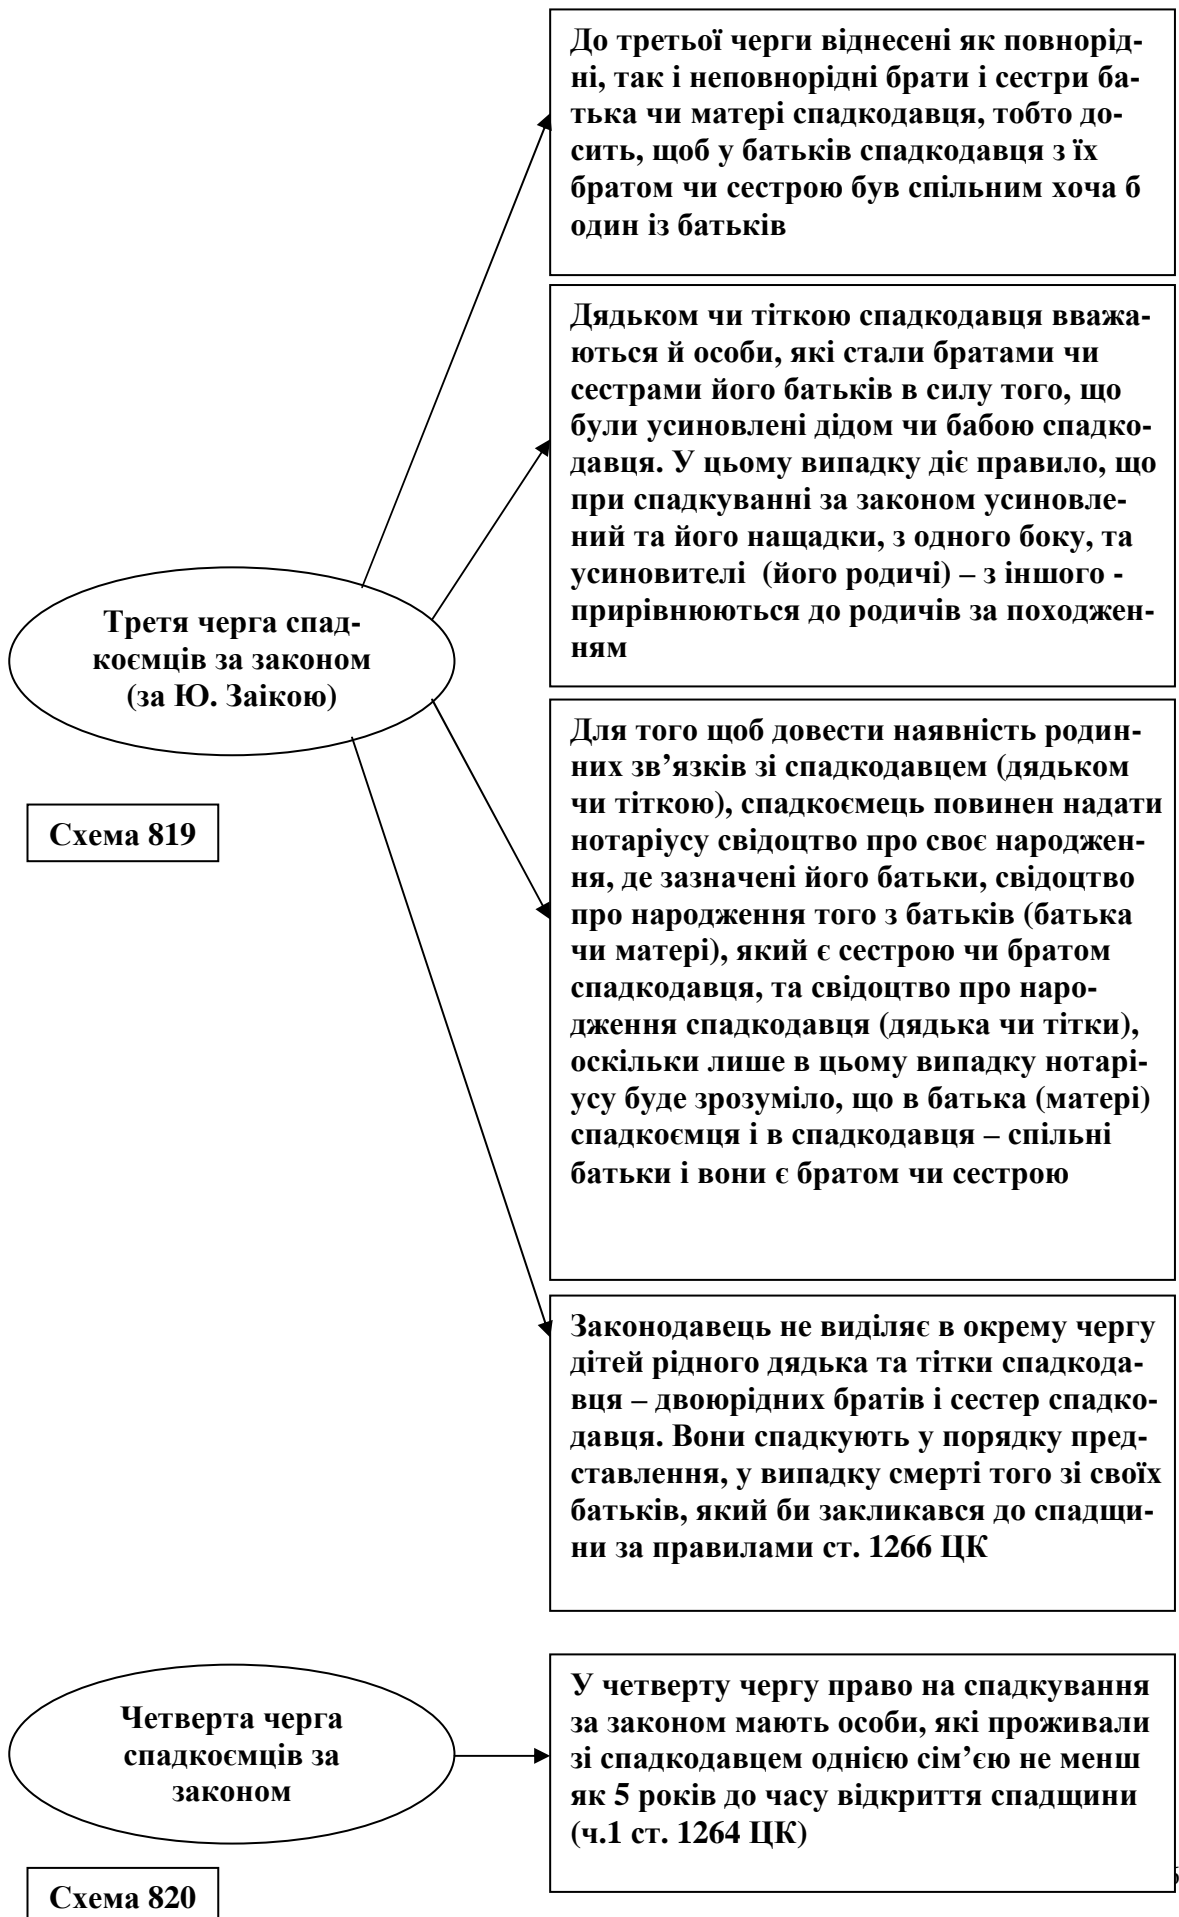 До третьої черги віднесені як повнорід-
ні, так і неповнорідні брати і сестри ба-
тька чи матері спадкодавця, тобто до-
сить, щоб у батьків спадкодавця з їх
братом чи сестрою був спільним хоча б
один із батьків
Дядьком чи тіткою спадкодавця вважа-
ються й особи, які стали братами чи
сестрами його батьків в силу того, що
були усиновлені дідом чи бабою спадко-
давця. У цьому випадку діє правило, що
при спадкуванні за законом усиновле-
ний та його нащадки, з одного боку, та
усиновителі  (його родичі) – з іншого -
прирівнюються до родичів за походжен-
ням
Третя черга спад-
коємців за законом
(за Ю. Заікою)
Схема 819
Для того щоб довести наявність родин-
них зв’язків зі спадкодавцем (дядьком
чи тіткою), спадкоємець повинен надати
нотаріусу свідоцтво про своє народжен-
ня, де зазначені його батьки, свідоцтво
про народження того з батьків (батька
чи матері), який є сестрою чи братом
спадкодавця, та свідоцтво про наро-
дження спадкодавця (дядька чи тітки),
оскільки лише в цьому випадку нотарі-
усу буде зрозуміло, що в батька (матері)
спадкоємця і в спадкодавця – спільні
батьки і вони є братом чи сестрою
Законодавець не виділяє в окрему чергу
дітей рідного дядька та тітки спадкода-
вця – двоюрідних братів і сестер спадко-
давця. Вони спадкують у порядку пред-
ставлення, у випадку смерті того зі своїх
батьків, який би закликався до спадщи-
ни за правилами ст. 1266 ЦК
Четверта черга
спадкоємців за
законом
У четверту чергу право на спадкування
за законом мають особи, які проживали
зі спадкодавцем однією сім’єю не менш
як 5 років до часу відкриття спадщини
(ч.1 ст. 1264 ЦК)
Схема 820